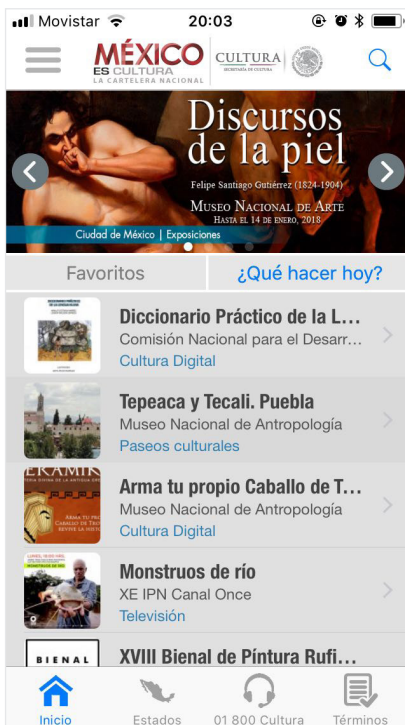 Movistar
20:03
MÉXICO
ES CULTURA
LA CARTELERA NACIONAL
CULTURA
SECRETARÍA DE CULTURA
Discursos
de la piel
Felipe Santiago Gutiérrez (1824-1904)
Museo Nacional de Arte
Hasta el 14 de enero, 2018
Ciudad de México | Exposiciones
Favoritos
¿Qué hacer hoy?
Diccionario Práctico de la L...
Comisión Nacional para el Desarr...
Cultura Digital
Tepeaca y Tecali. Puebla
Museo Nacional de Antropología
Paseos culturales
Arma tu propio Caballo de T...
Museo Nacional de Antropología
Cultura Digital
Monstruos de río
XE IPN Canal Once
Televisión
BIENAL
XVIII Bienal de Píntura Rufi...
Inicio
Estados
01 800 Cultura
Términos